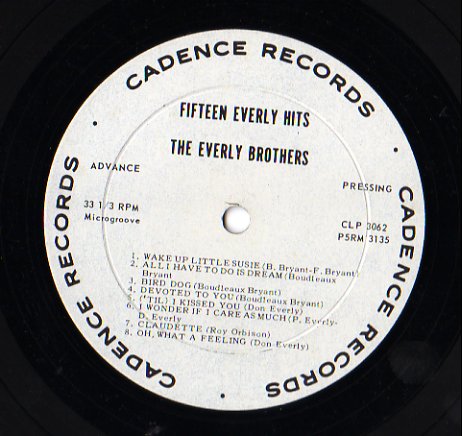 CADENCE RECORDS
FIFTEEN EVERLY HITS
THE EVERLY BROTHERS
ADVANCE
PRESSING
33 1/3 RPM
Microgroove
CLP 3062
P5RM 3135
1. WAKE UP LITTLE SUSIE (B. Bryant-F. Bryant)
2. ALL I HAVE TO DO IS DREAM (Boudleaux
Bryant
3. BIRD DOG (Boudleaux Bryant)
4. DEVOTED TO YOU (Boudleaux Bryant)
5. ('TIL) I KISSED YOU (Don Everly)
6. I WONDER IF I CARE AS MUCH (P. Everly-
D. Everly
7. CLAUDETTE (Roy Orbison)
8. OH, WHAT A FEELING (Don Everly)
CADENCE RECORDS
CADENCE RECORDS